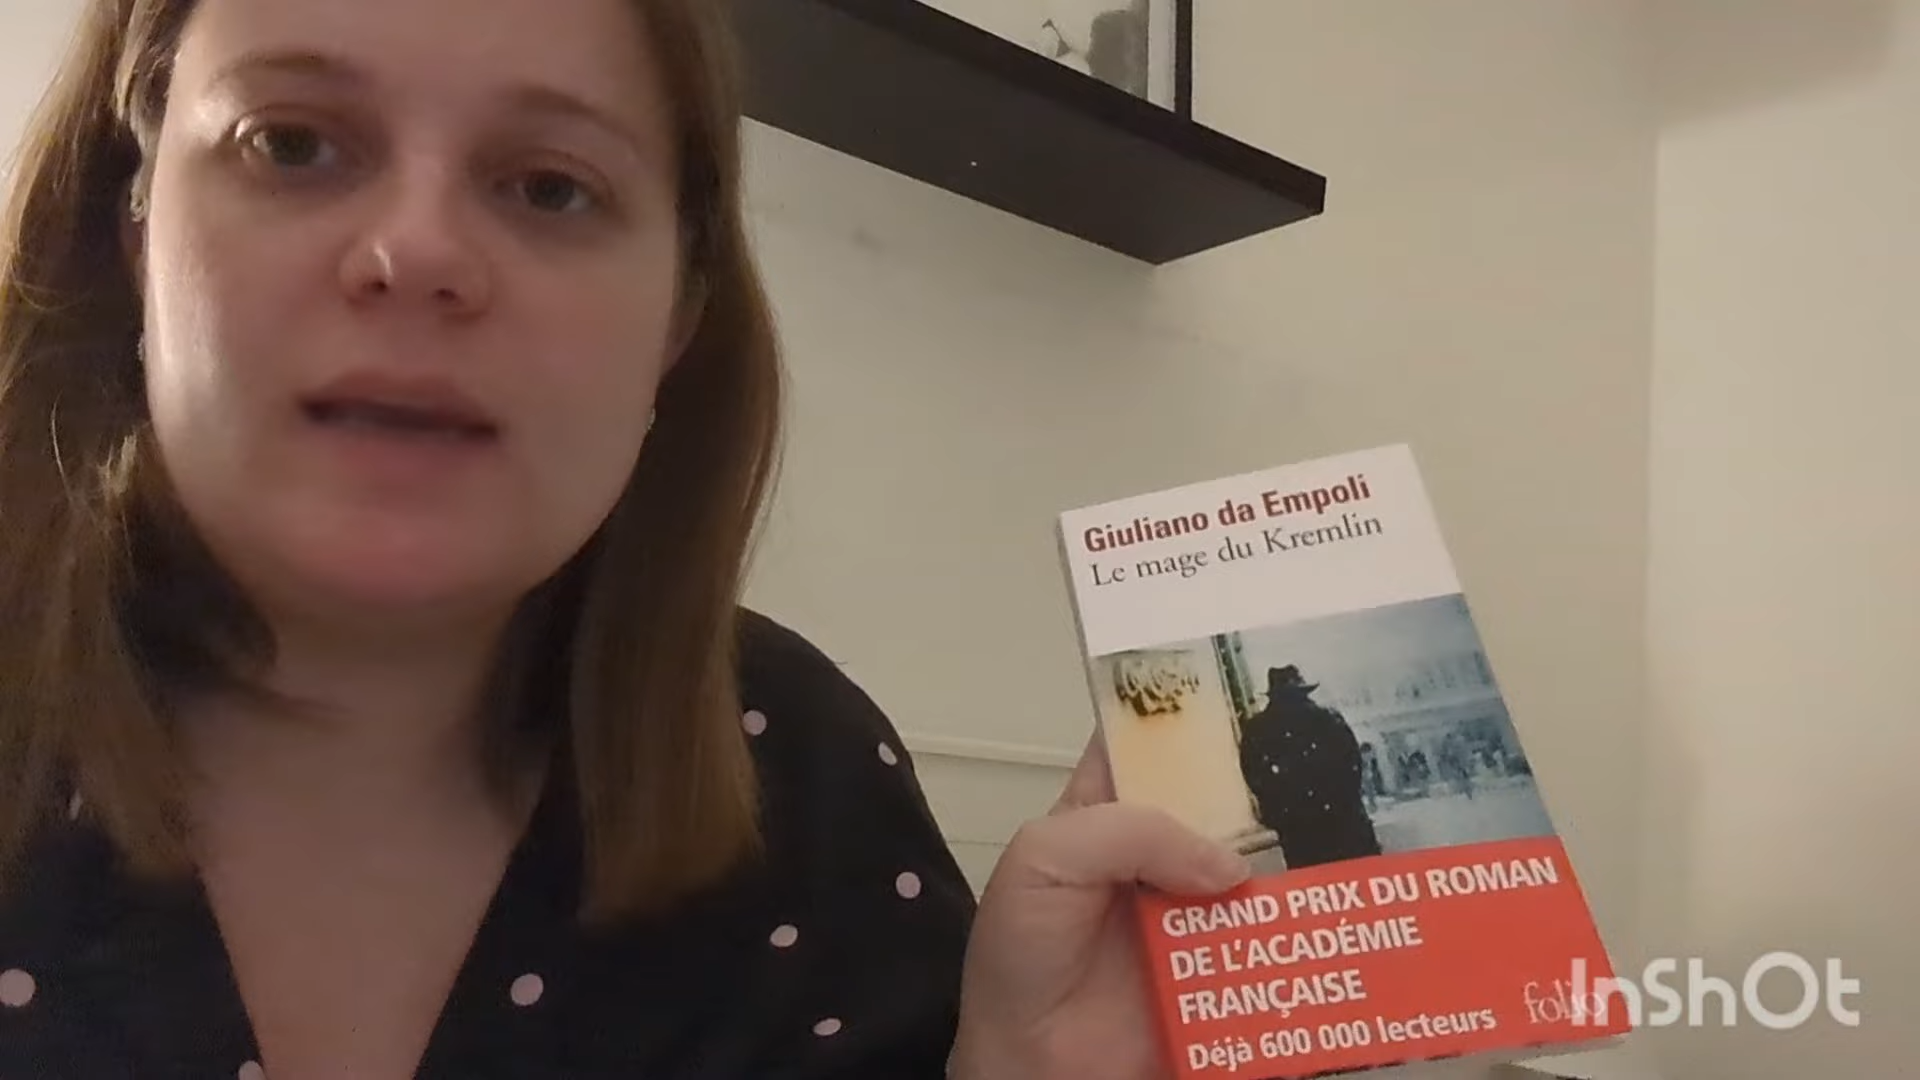 Giuliano da Empoli
Le mage du Kremlin
GRAND PRIX DU ROMAN
DE L'ACADÉMIE
FRANÇAISE
Déjà 600 000 lecteurs
folio
InShOt